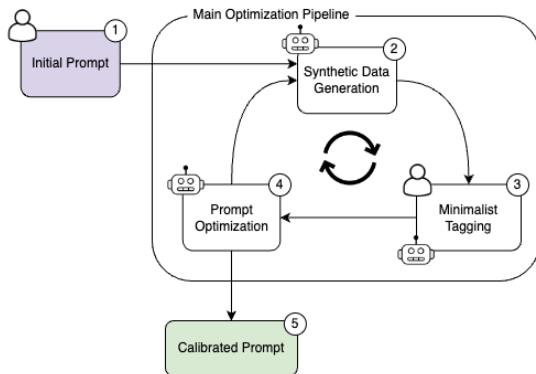 Main Optimization Pipeline
1
Initial Prompt
2
Synthetic Data
Generation
3
Minimalist
Tagging
4
Prompt
Optimization
5
Calibrated Prompt